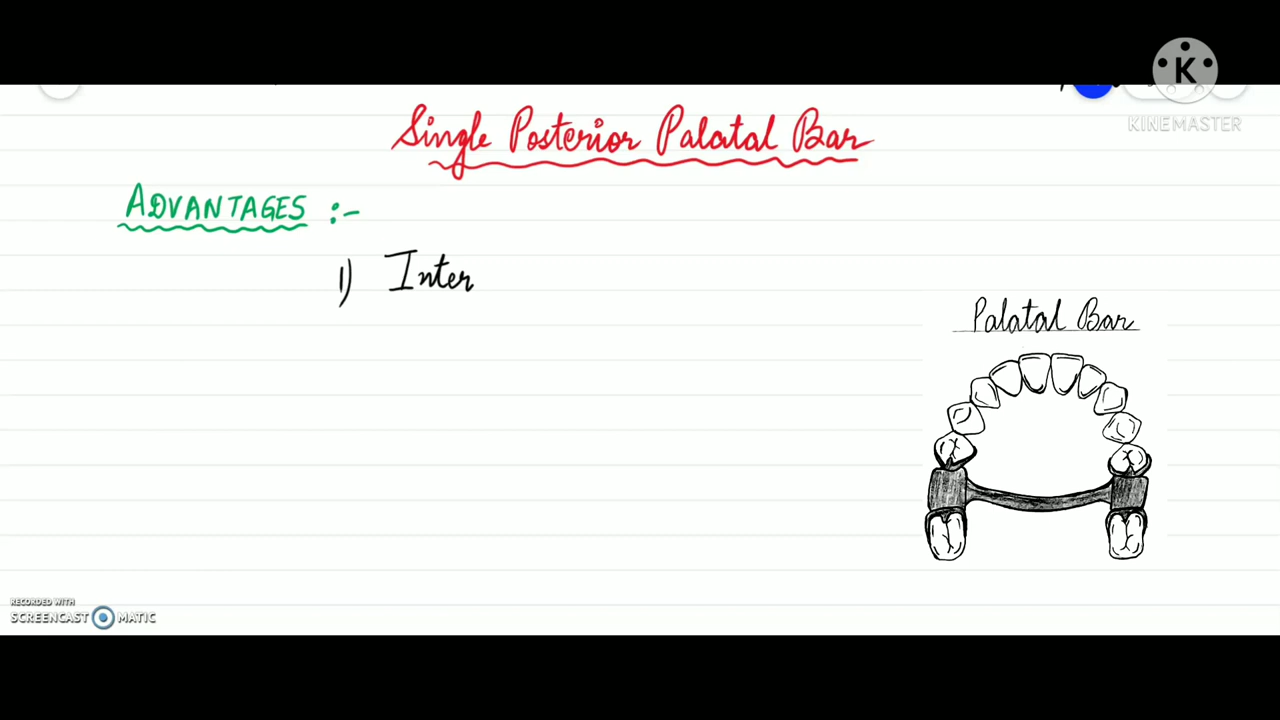 K
KINEMASTER
Single Posterior Palatal Bar
ADVANTAGES :-
1) Inter
Palatal Bar
RECORDED WITH
SCREENCAST MATIC